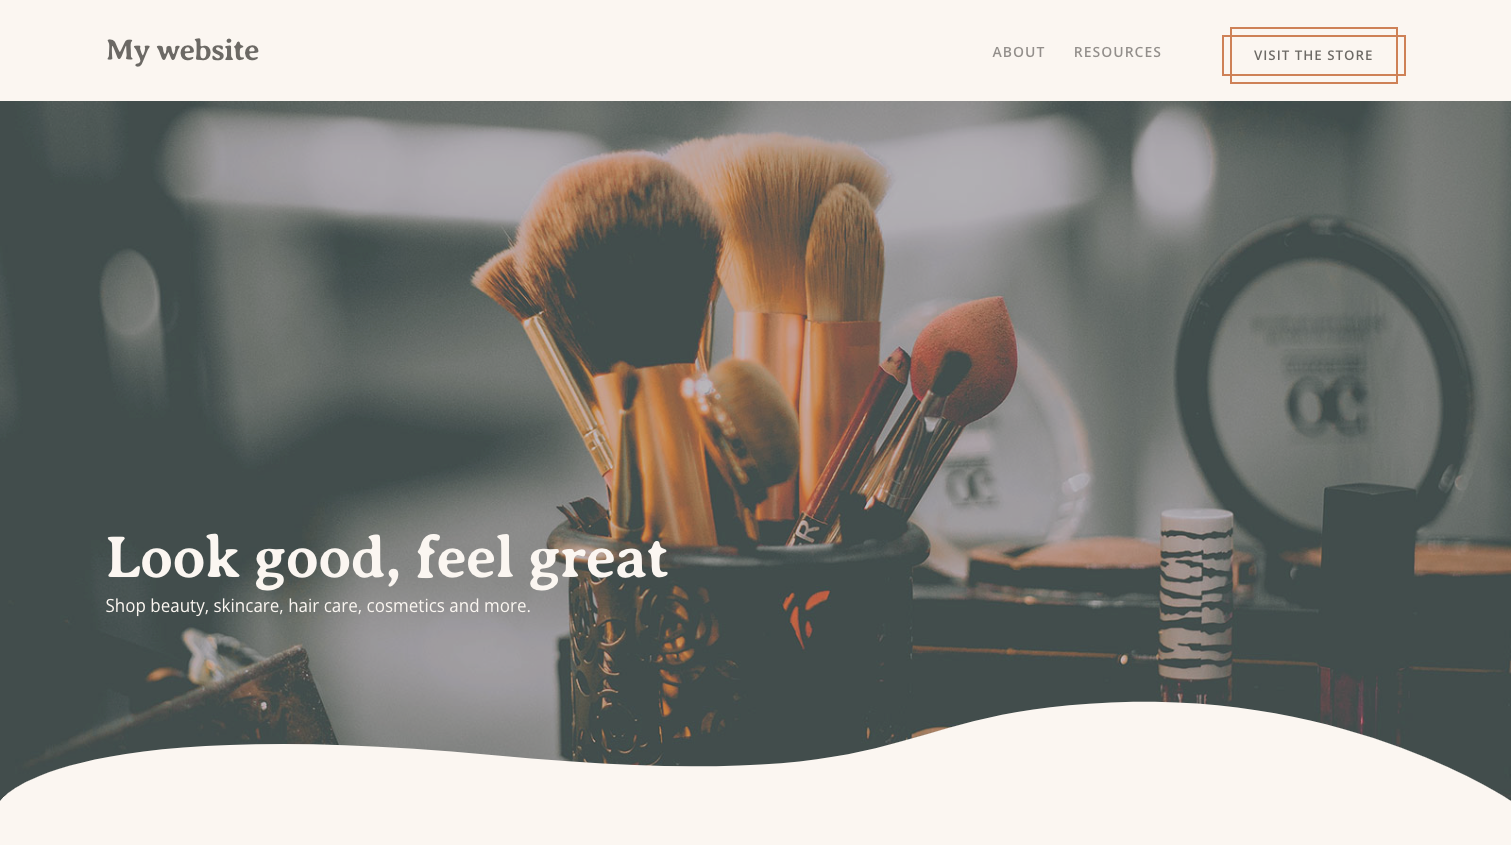 My website
ABOUT
RESOURCES
VISIT THE STORE
Look good, feel great
Shop beauty, skincare, hair care, cosmetics and more.